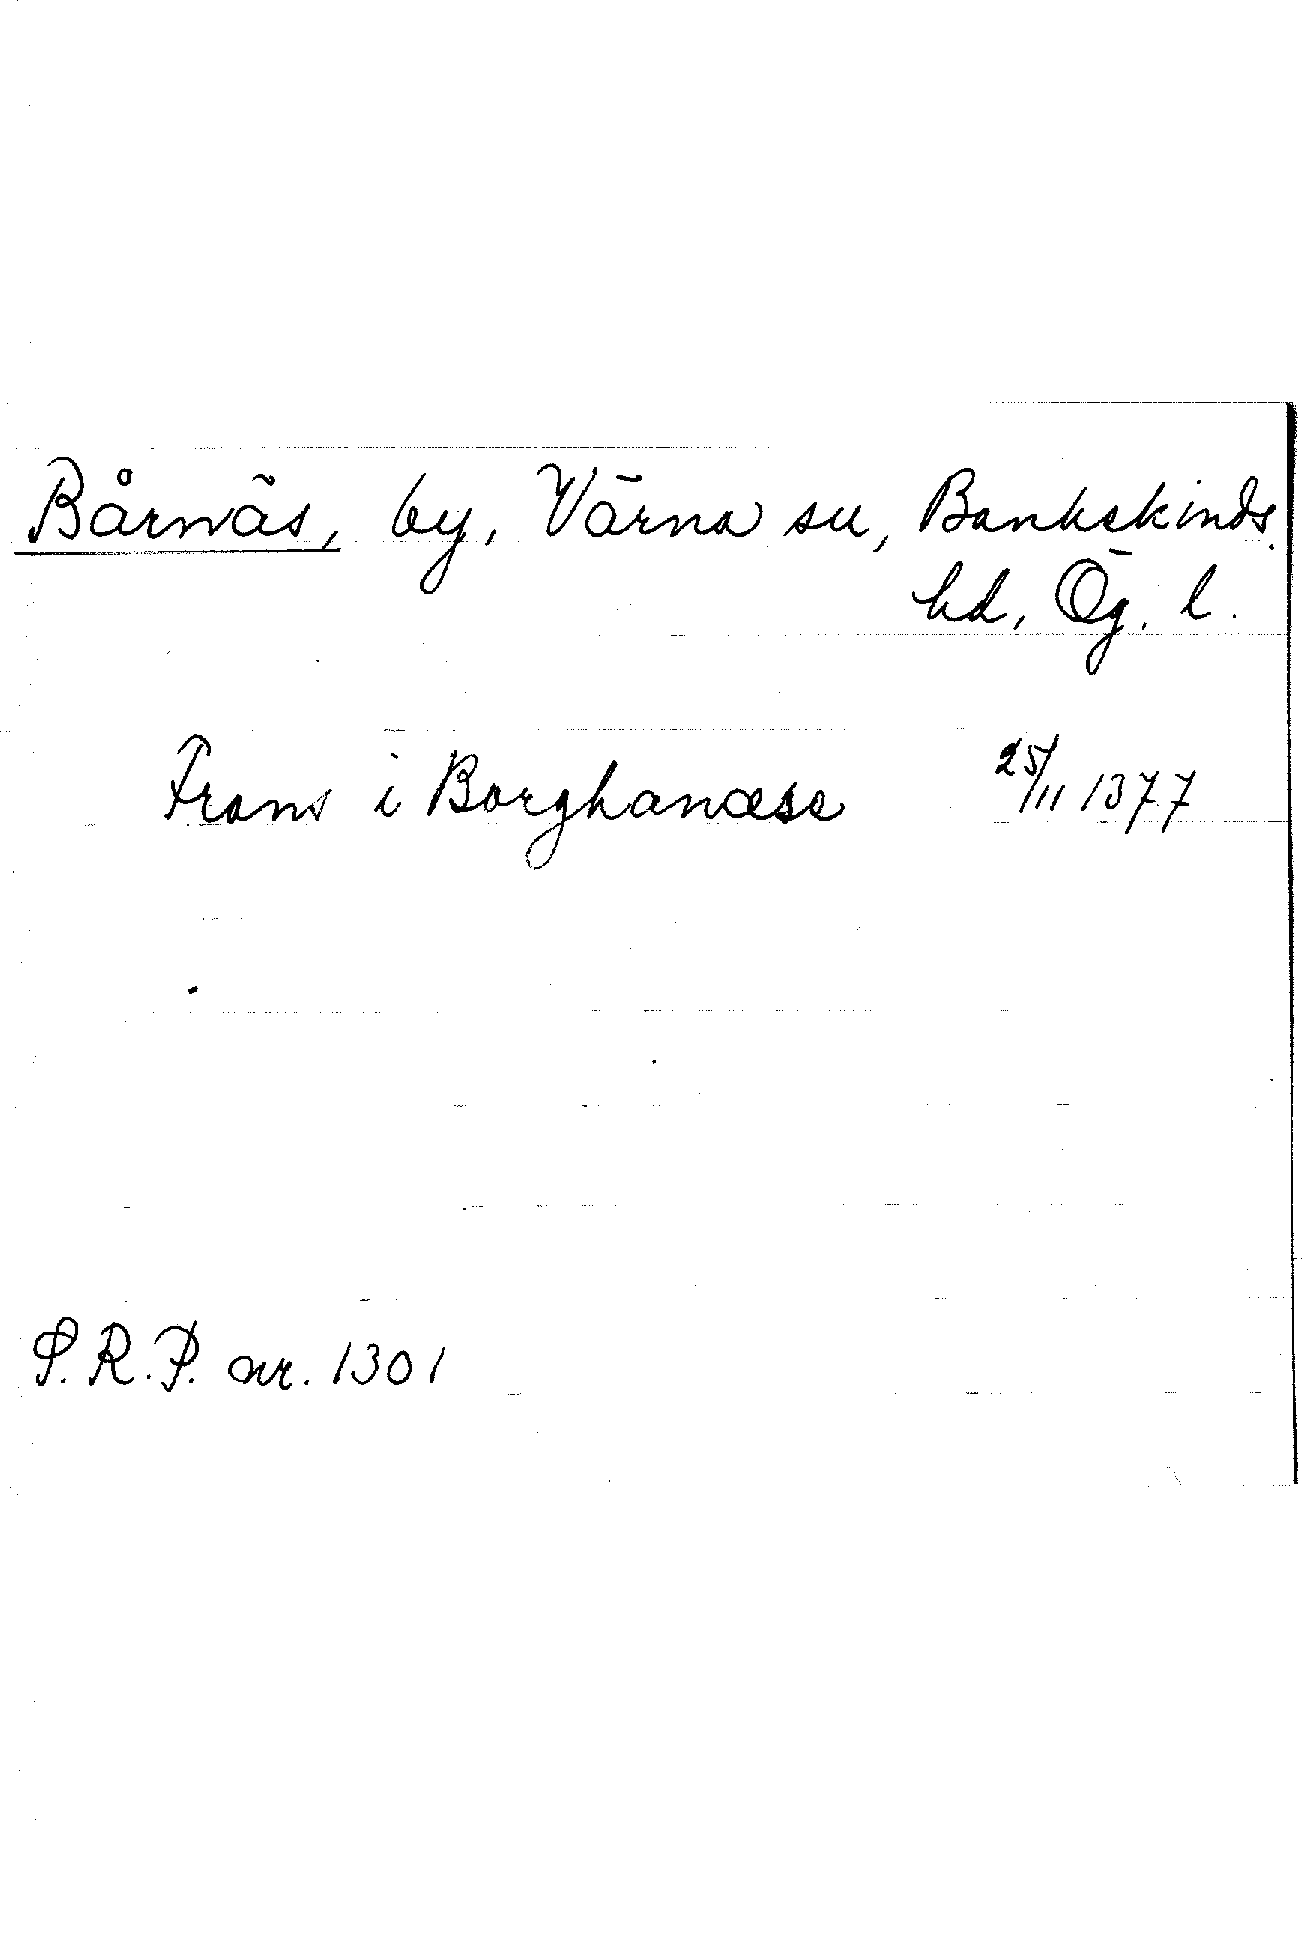 Bårnäs, by, Värna sn, Bankekinds
hd, Ög. l.
Frans i Borghanæse 25/11 1377
S.R.P. nr. 1301